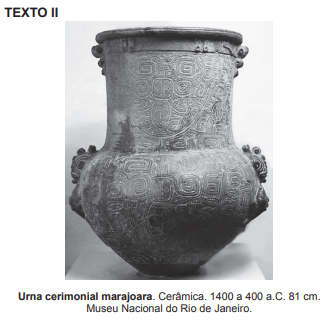 TEXTO II
Urna cerimonial marajoara. Cerâmica. 1400 a 400 a.C. 81 cm.
Museu Nacional do Rio de Janeiro.